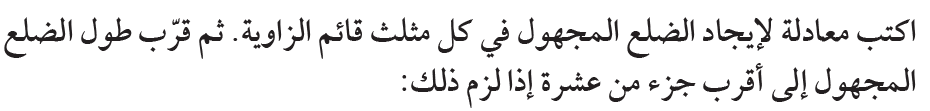 اكتب معادلة لإيجاد الضلع المجهول في كل مثلث قائم الزاوية. ثم قرّب طول الضلع
المجهول إلى أقرب جزء من عشرة إذا لزم ذلك: